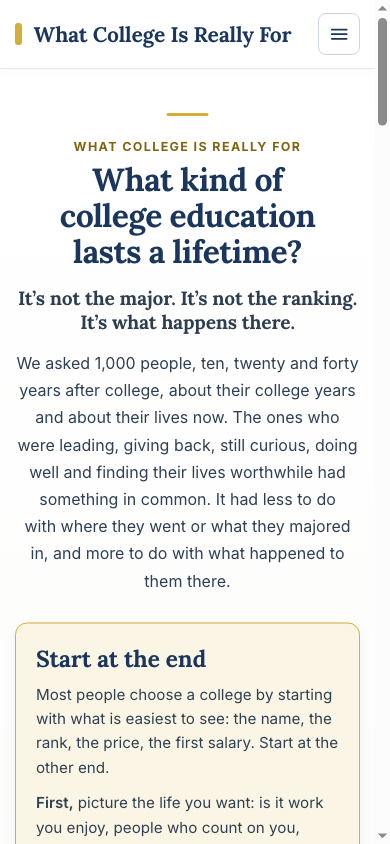 What College Is Really For
WHAT COLLEGE IS REALLY FOR
What kind of
college education
lasts a lifetime?
It’s not the major. It’s not the ranking.
It’s what happens there.
We asked 1,000 people, ten, twenty and forty
years after college, about their college years
and about their lives now. The ones who
were leading, giving back, still curious, doing
well and finding their lives worthwhile had
something in common. It had less to do
with where they went or what they majored
in, and more to do with what happened to
them there.
Start at the end
Most people choose a college by starting
with what is easiest to see: the name, the
rank, the price, the first salary. Start at the
other end.
First, picture the life you want: is it work
you enjoy, people who count on you,